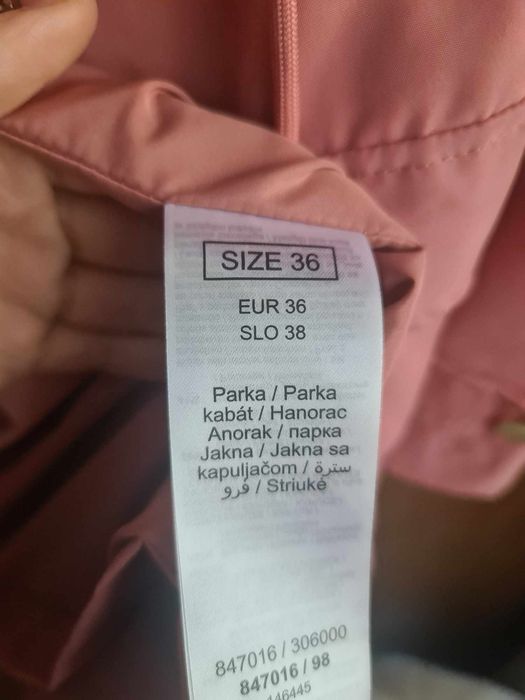 SIZE 36
EUR 36
SLO 38
Parka / Parka
kabát / Hanorac
Anorak / парка
Jakna / Jakna sa
kapuljačom / سترة
فرو / Striukė
847016 / 306000
847016 / 98
146445